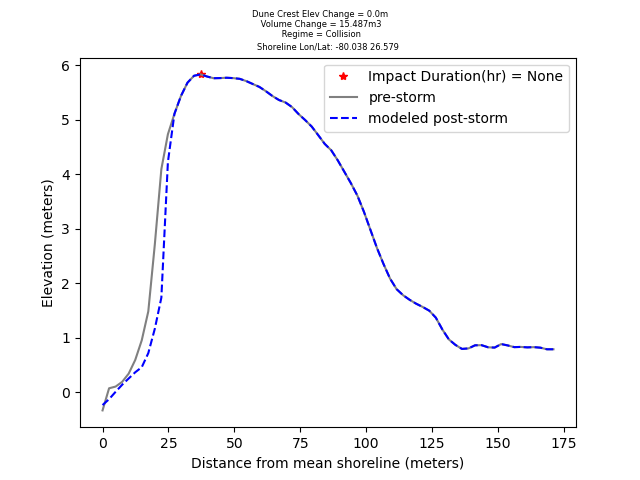 Dune Crest Elev Change = 0.0m
Volume Change = 15.487m3
Regime = Collision
Shoreline Lon/Lat: -80.038 26.579
Impact Duration(hr) = None
pre-storm
modeled post-storm
Elevation (meters)
6
5
4
3
2
1
0
0 25 50 75 100 125 150 175
Distance from mean shoreline (meters)